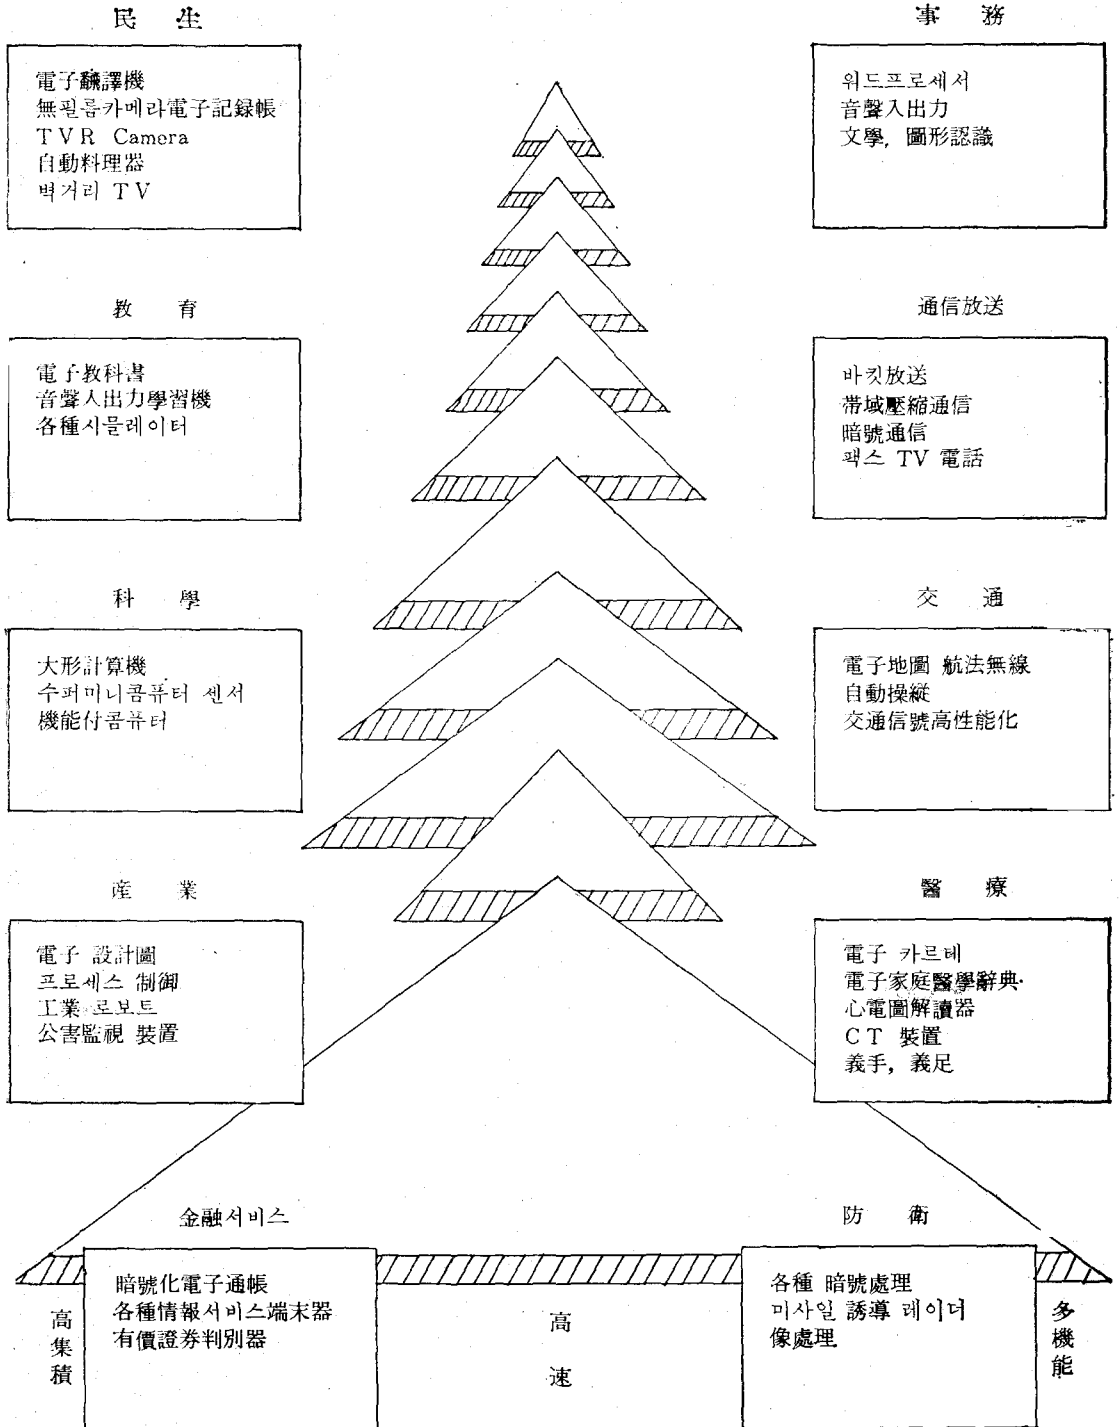 民 生
電子飜譯機
無필름카메라電子記録帳
TVR Camera
自動料理器
벽거리 TV
事 務
워드프로세서
音聲入出力
文學, 圖形認識
教 育
電子教科書
音聲入出力學習機
各種시뮬레이터
通信放送
바킷放送
帯域壓縮通信
暗號通信
팩스 TV 電話
科 學
大形計算機
수퍼미니콤퓨터 센서
機能付콤퓨터
交 通
電子地圖 航法無線
自動操縦
交通信號高性能化
産 業
電子 設計圖
프로세스 制御
工業 로보트
公害監視 裝置
醫 療
電子 카르테
電子家庭醫學辭典
心電圖解讀器
CT 裝置
義手, 義足
金融서비스
暗號化電子通帳
各種情報서비스端末器
有價證券判別器
防 衛
各種 暗號處理
미사일 誘導 레이더
像處理
高集積
高速
多機能